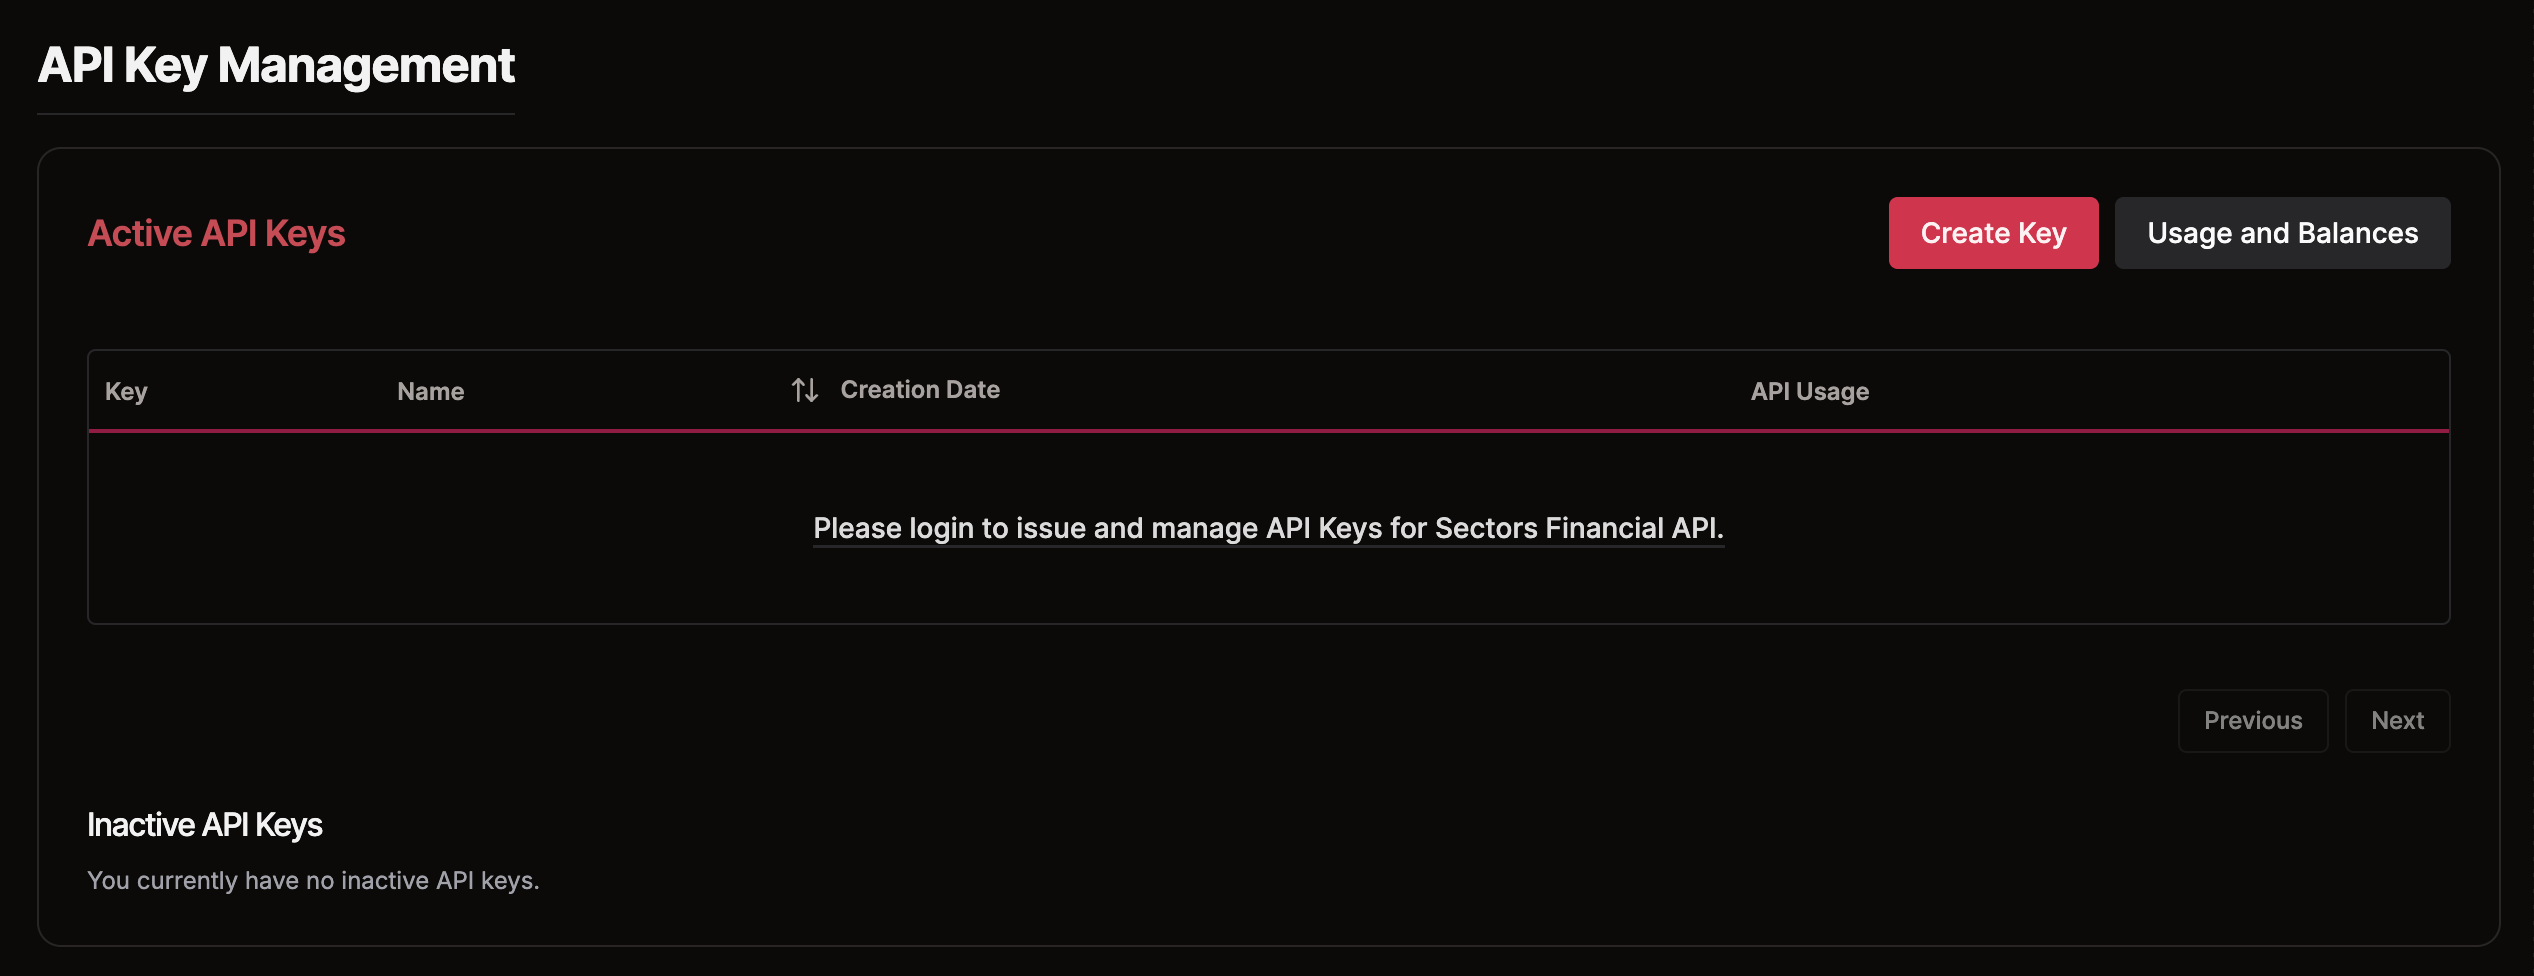 API Key Management
Active API Keys
Create Key
Usage and Balances
Key
Name
Creation Date
API Usage
Please login to issue and manage API Keys for Sectors Financial API.
Previous
Next
Inactive API Keys
You currently have no inactive API keys.